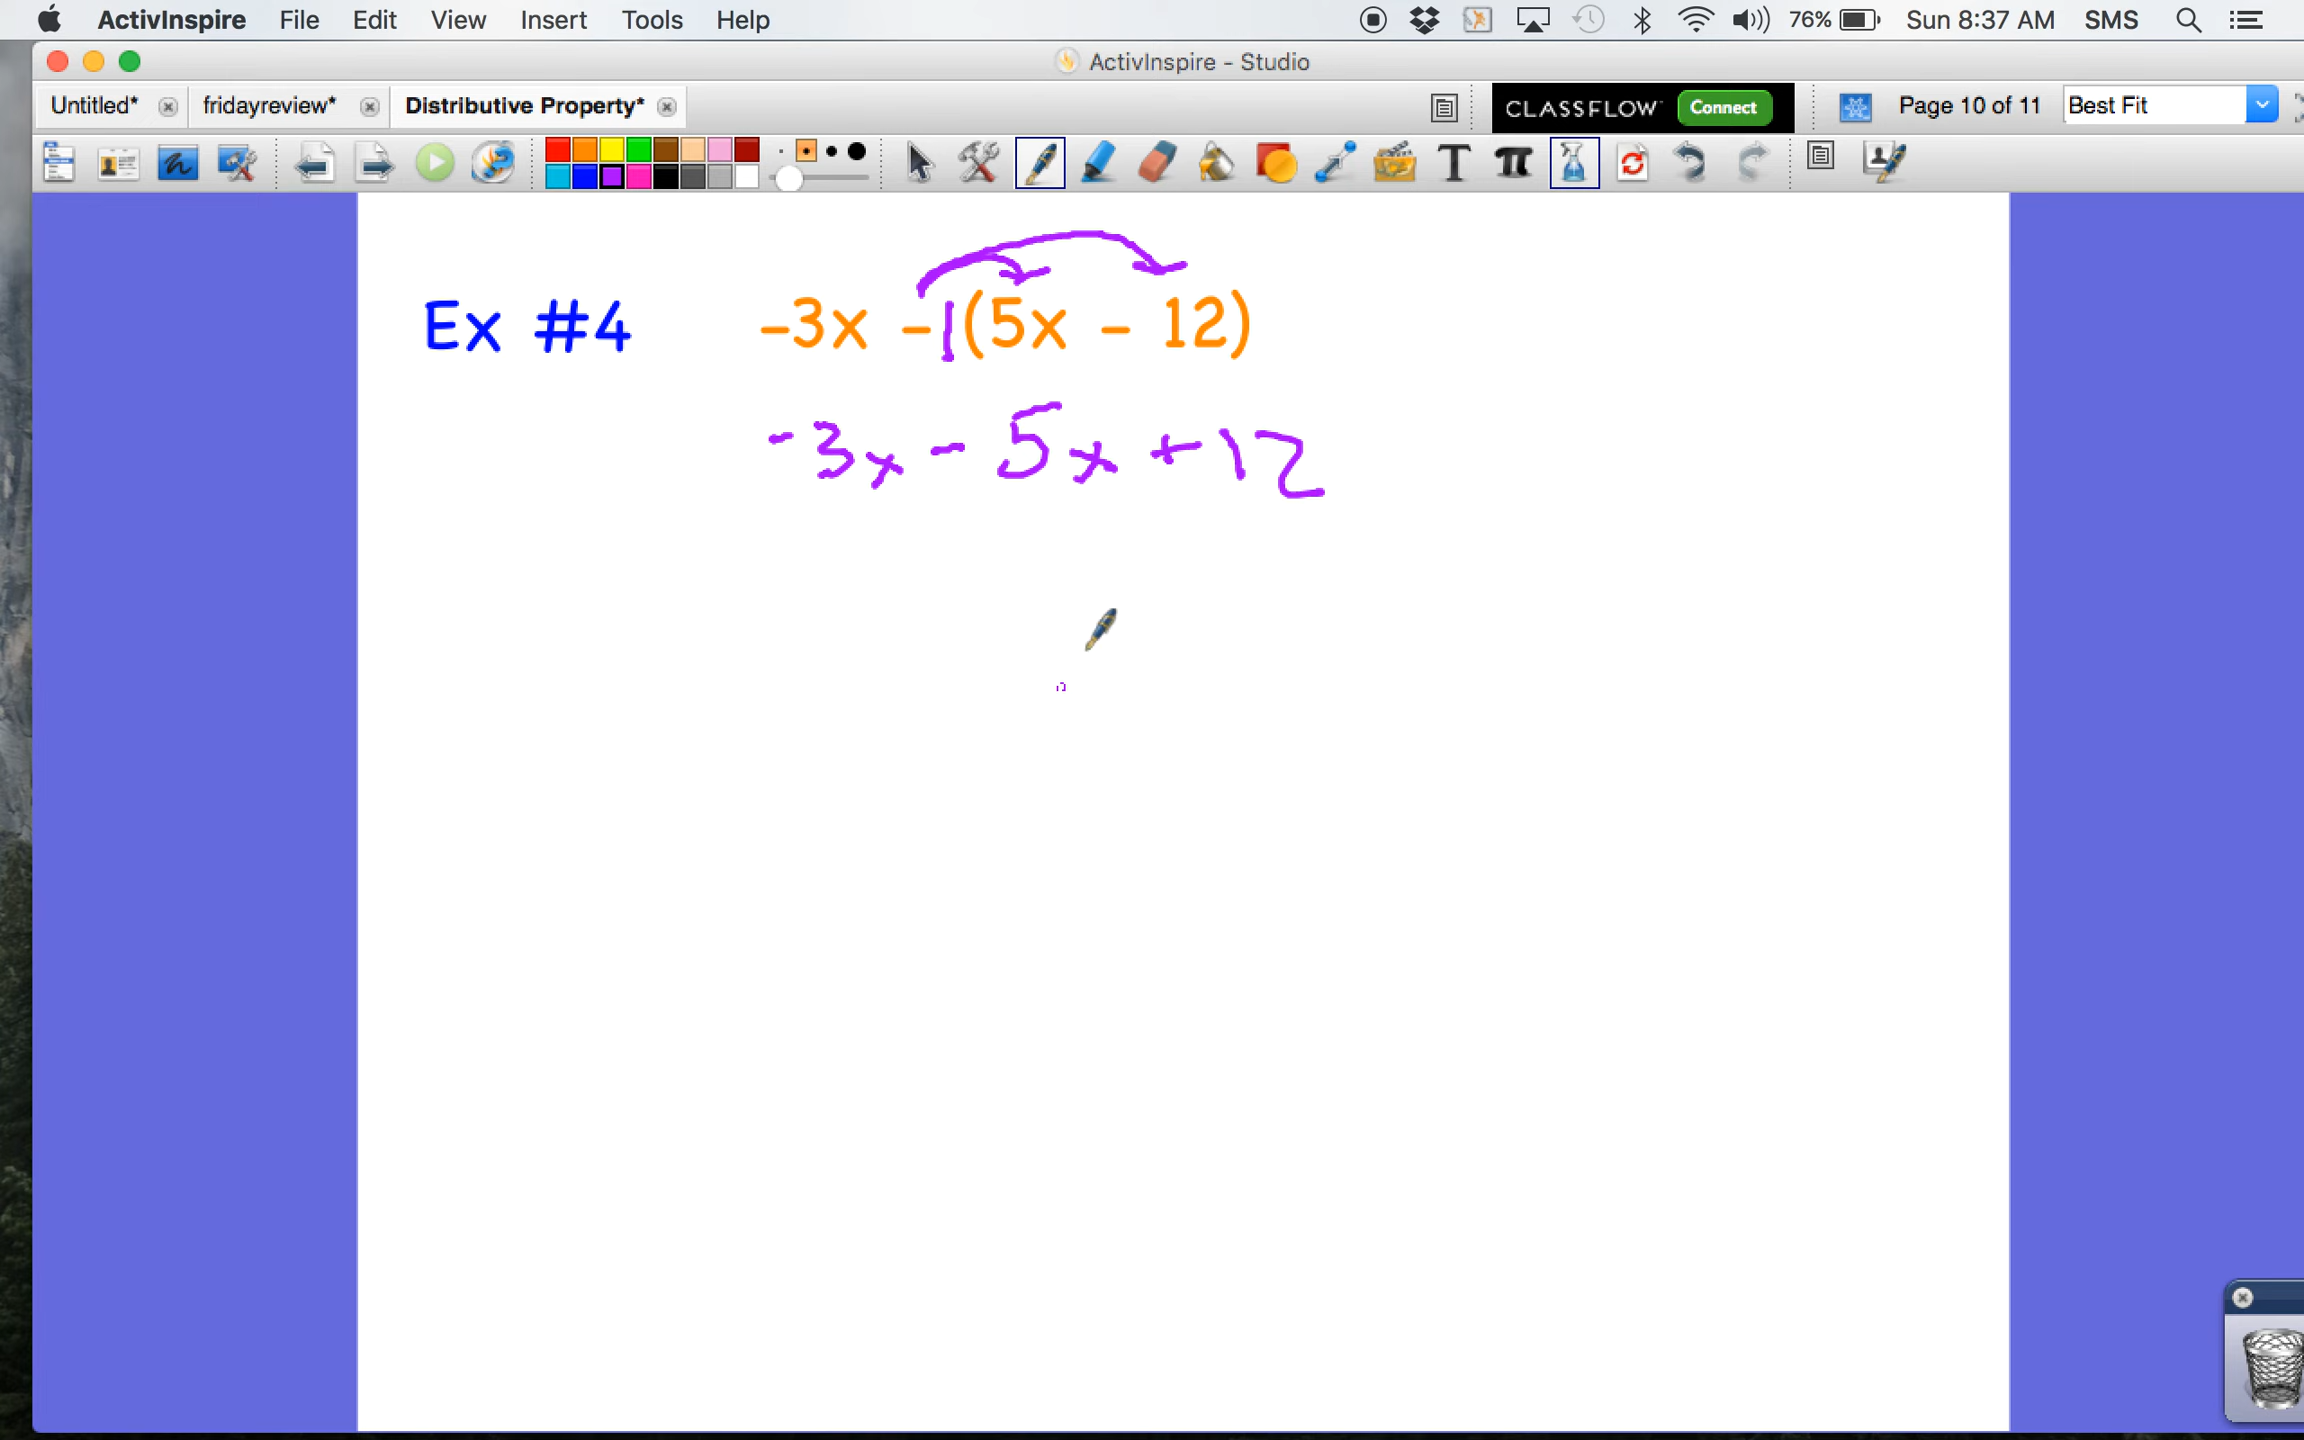 ActivInspire File Edit View Insert Tools Help 76% Sun 8:37 AM SMS
ActivInspire - Studio
Untitled* fridayreview* Distributive Property* CLASSFLOW Connect Page 10 of 11 Best Fit
T π
Ex #4 -3x -1(5x - 12)
-3x - 5x + 12